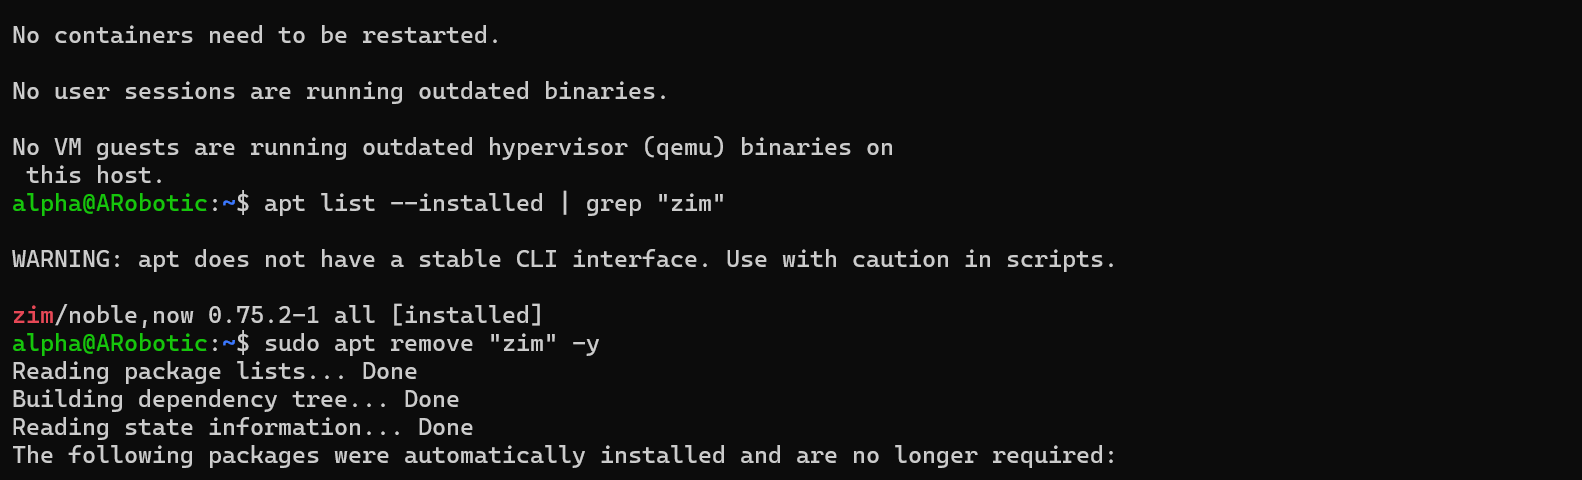 No containers need to be restarted.
No user sessions are running outdated binaries.
No VM guests are running outdated hypervisor (qemu) binaries on
 this host.
alpha@ARobotic:~$ apt list --installed | grep "zim"
WARNING: apt does not have a stable CLI interface. Use with caution in scripts.
zim/noble,now 0.75.2-1 all [installed]
alpha@ARobotic:~$ sudo apt remove "zim" -y
Reading package lists... Done
Building dependency tree... Done
Reading state information... Done
The following packages were automatically installed and are no longer required: